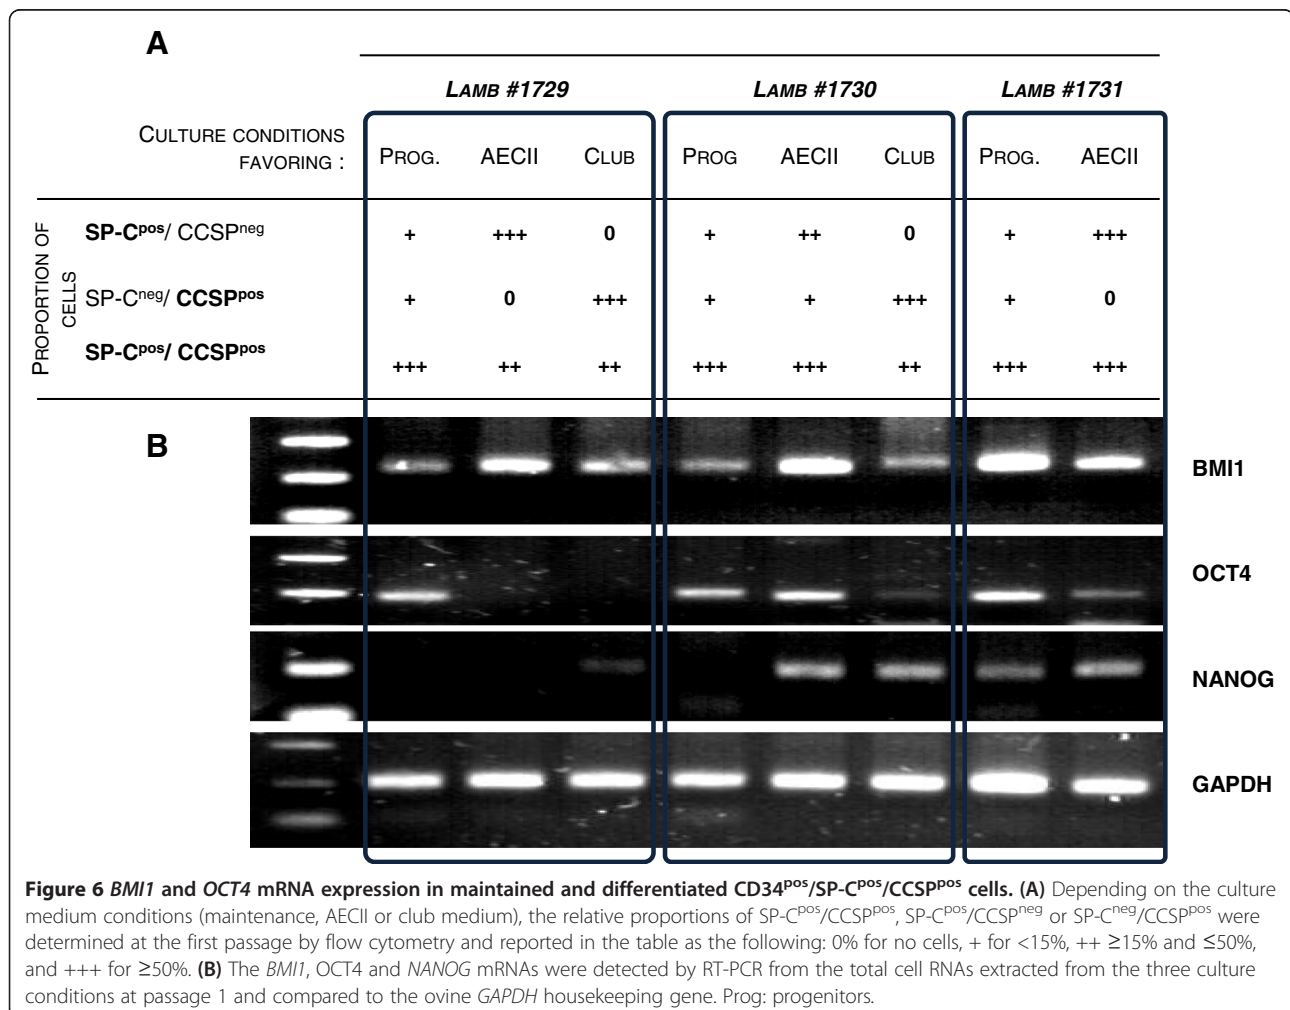 A
LAMB #1729 LAMB #1730 LAMB #1731
CULTURE CONDITIONS FAVORING : PROG. AECII CLUB PROG AECII CLUB PROG. AECII
PROPORTION OF CELLS
SP-Cpos/ CCSPneg + +++ 0 + ++ 0 + +++
SP-Cneg/ CCSPpos + 0 +++ + + +++ + 0
SP-Cpos/ CCSPpos +++ ++ ++ +++ +++ ++ +++ +++
B
BMI1
OCT4
NANOG
GAPDH
Figure 6 BMI1 and OCT4 mRNA expression in maintained and differentiated CD34pos/SP-Cpos/CCSPpos cells. (A) Depending on the culture
medium conditions (maintenance, AECII or club medium), the relative proportions of SP-Cpos/CCSPpos, SP-Cpos/CCSPneg or SP-Cneg/CCSPpos were
determined at the first passage by flow cytometry and reported in the table as the following: 0% for no cells, + for <15%, ++ ≥15% and ≤50%,
and +++ for ≥50%. (B) The BMI1, OCT4 and NANOG mRNAs were detected by RT-PCR from the total cell RNAs extracted from the three culture
conditions at passage 1 and compared to the ovine GAPDH housekeeping gene. Prog: progenitors.